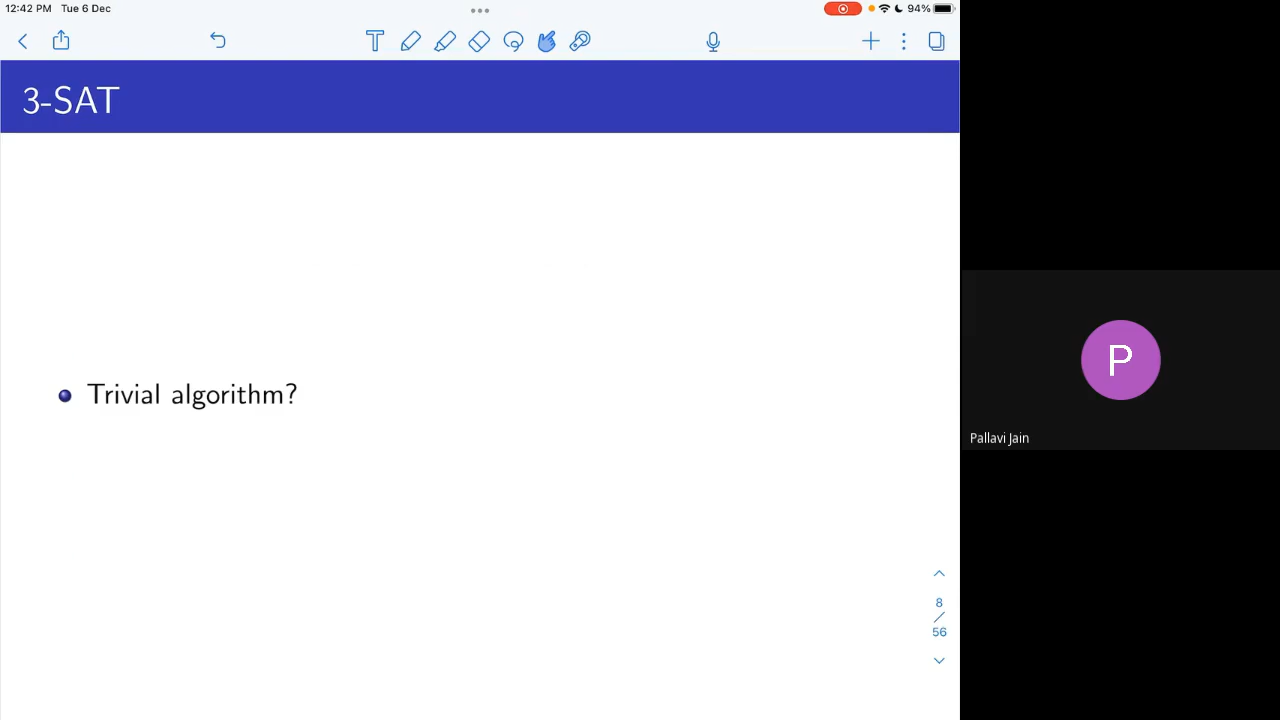 12:42 PM Tue 6 Dec
94%
3-SAT
Trivial algorithm?
8
/
56
P
Pallavi Jain